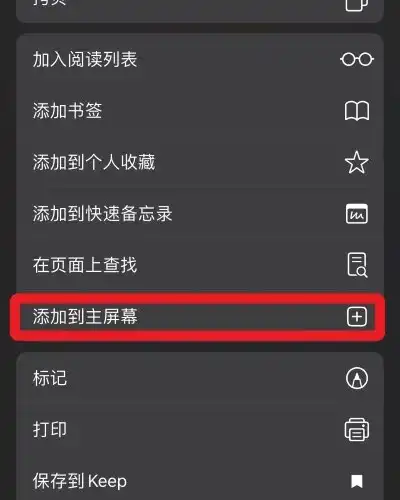 拷贝
加入阅读列表
添加书签
添加到个人收藏
添加到快速备忘录
在页面上查找
添加到主屏幕
标记
打印
保存到 Keep